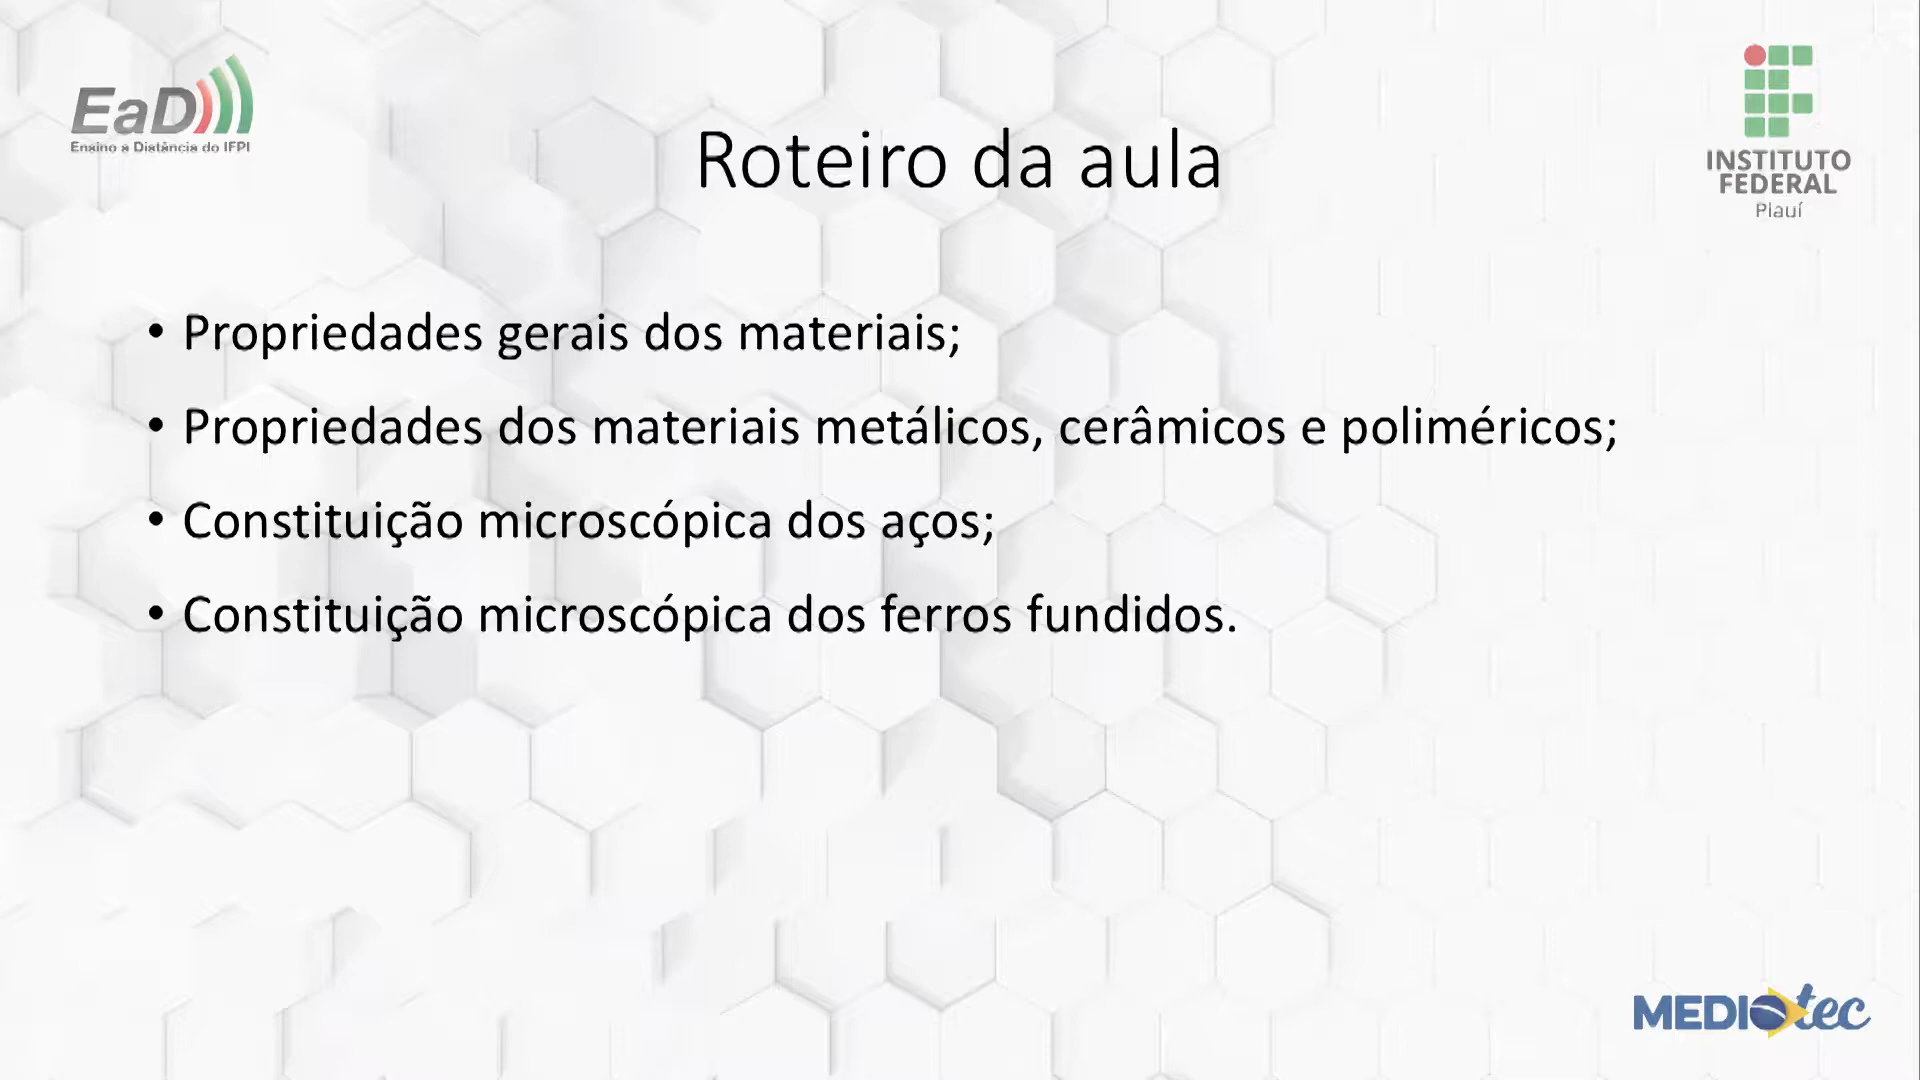 EaD
Ensino a Distância do IFPI
INSTITUTO
FEDERAL
Piauí
Roteiro da aula
• Propriedades gerais dos materiais;
• Propriedades dos materiais metálicos, cerâmicos e poliméricos;
• Constituição microscópica dos aços;
• Constituição microscópica dos ferros fundidos.
MEDIOtec